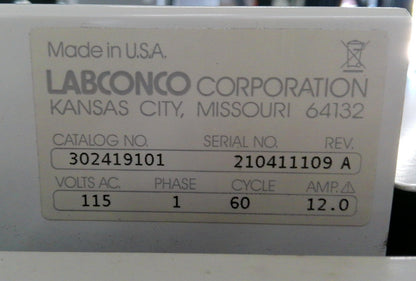 Made in U.S.A.
LABCONCO CORPORATION
KANSAS CITY, MISSOURI 64132
CATALOG NO. SERIAL NO. REV.
302419101 210411109 A
VOLTS AC. PHASE CYCLE AMP.⚠
115 1 60 12.0